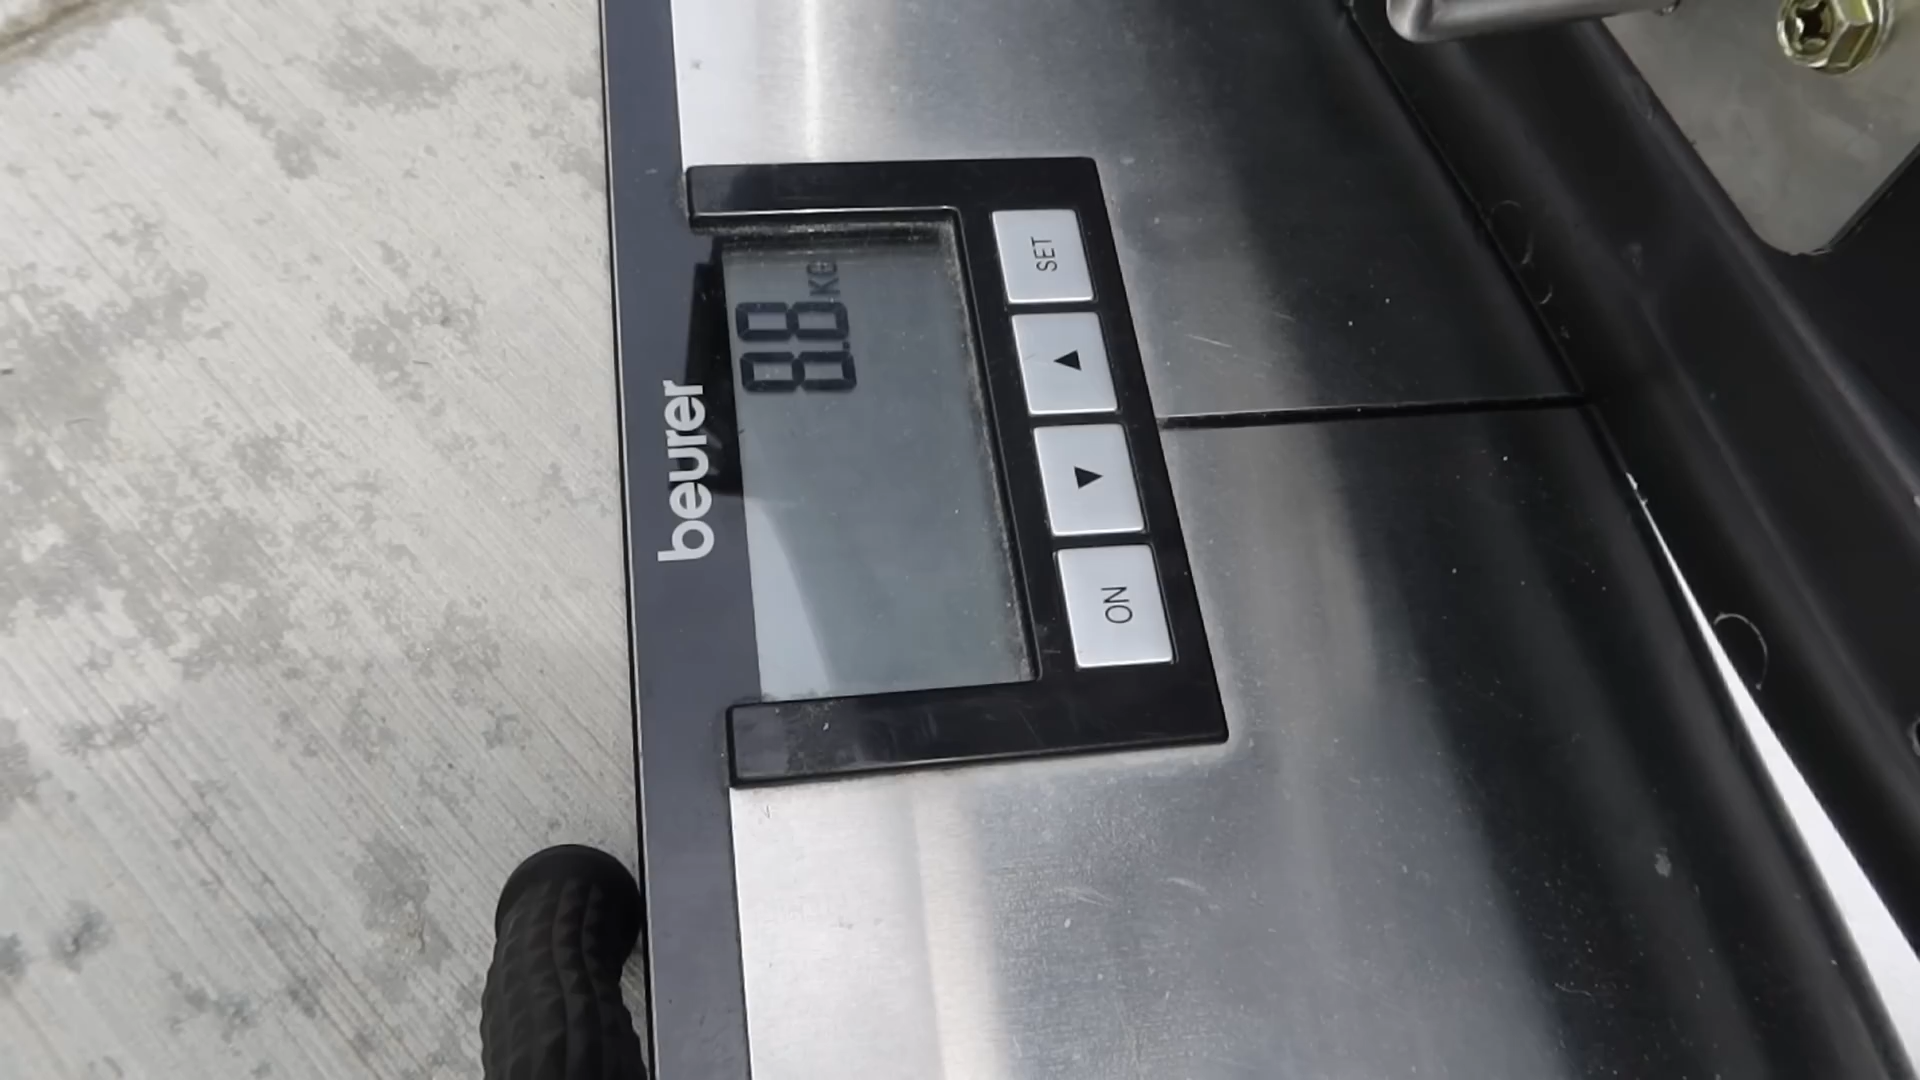 beurer
8.8 KG
ON
▼
▲
SET